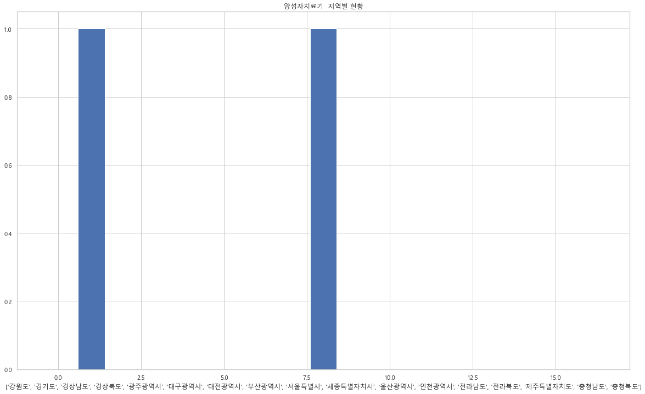 양성자치료기 지역별 현황
1.0
0.8
0.6
0.4
0.2
0.0
0.0 2.5 5.0 7.5 10.0 12.5 15.0
['강원도', '경기도', '경상남도', '경상북도', '광주광역시', '대구광역시', '대전광역시', '부산광역시', '서울특별시', '세종특별자치시', '울산광역시', '인천광역시', '전라남도', '전라북도', '제주특별자치도', '충청남도', '충청북도']